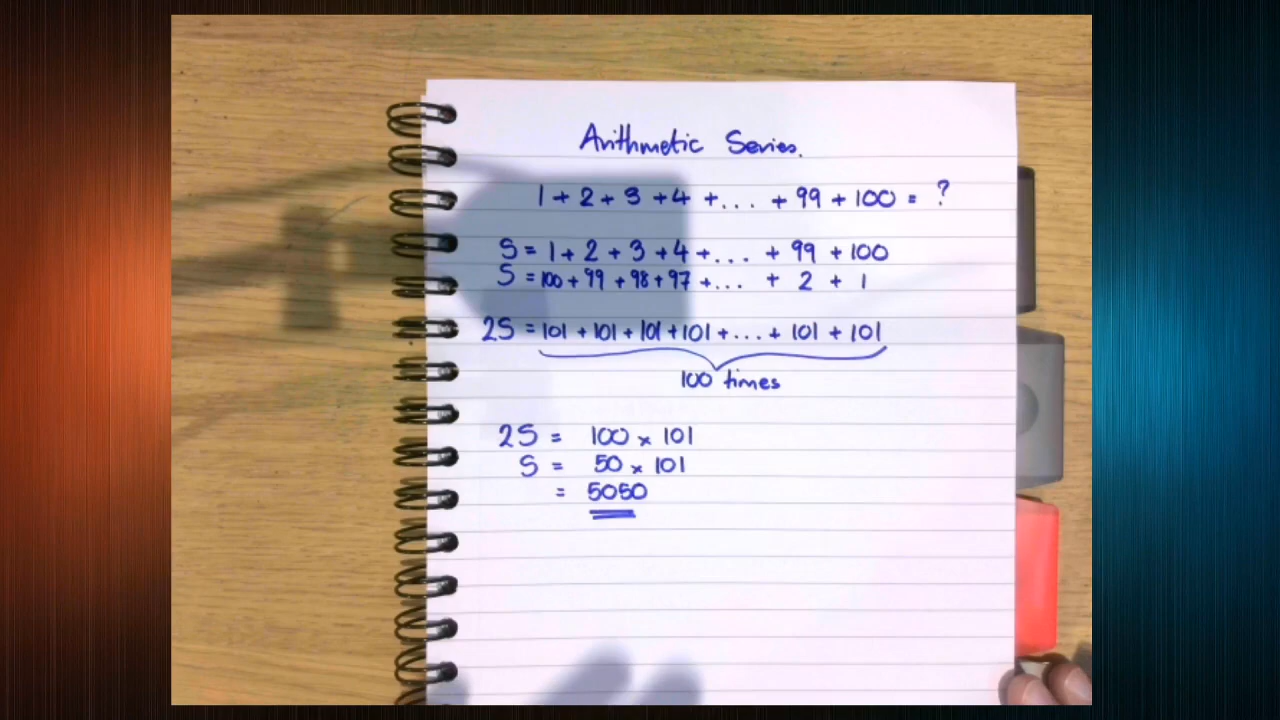 Arithmetic Series.
1 + 2 + 3 + 4 + ... + 99 + 100 = ?
S = 1 + 2 + 3 + 4 + ... + 99 + 100
S = 100 + 99 + 98 + 97 + ... + 2 + 1
2S = 101 + 101 + 101 + 101 + ... + 101 + 101
100 times
2S = 100 × 101
S = 50 × 101
= 5050